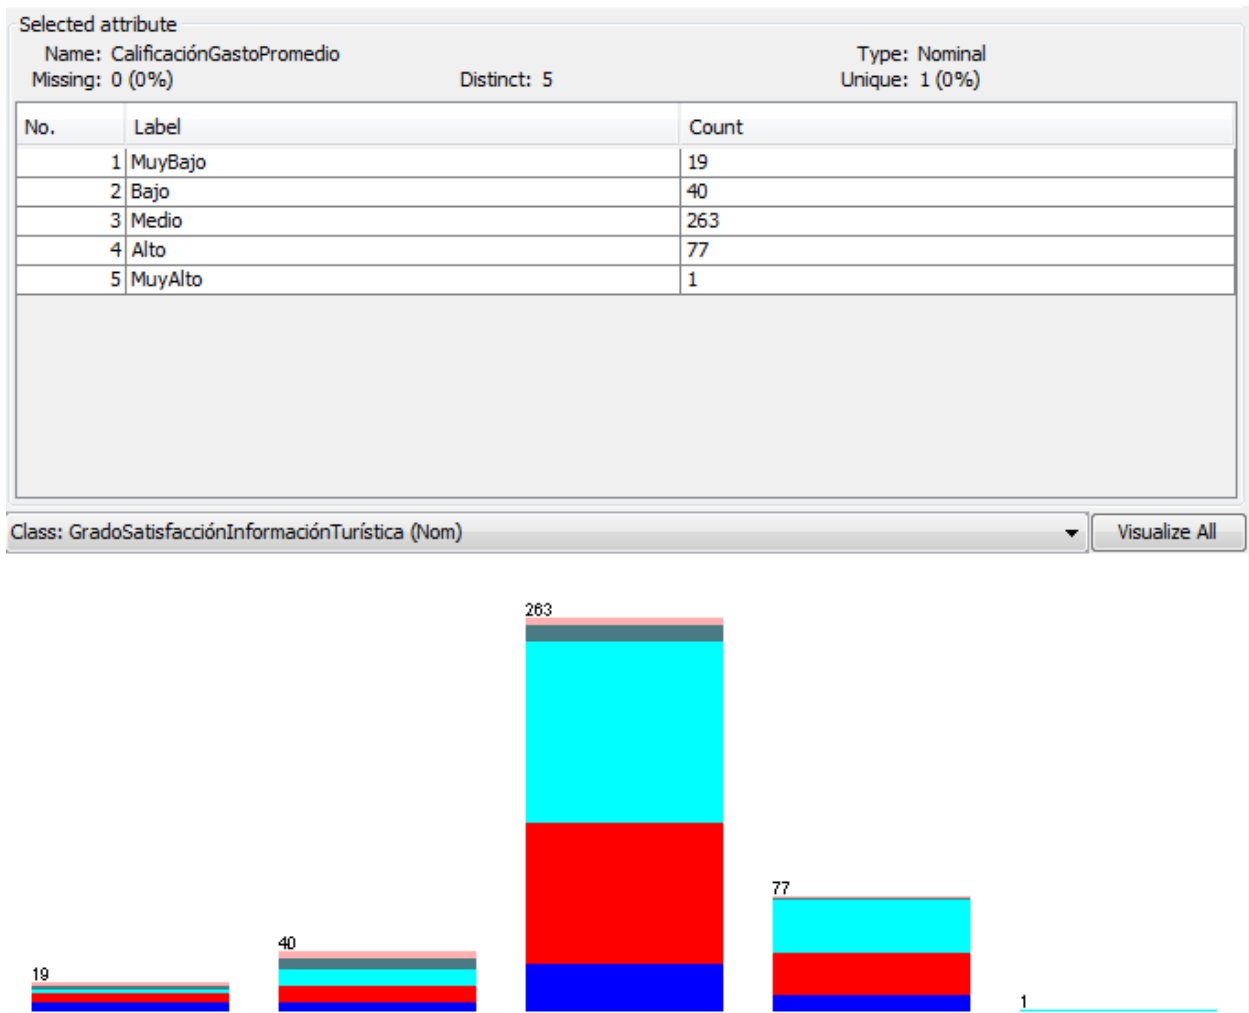 Selected attribute
Name: CalificaciónGastoPromedio Type: Nominal
Missing: 0 (0%) Distinct: 5 Unique: 1 (0%)
No. Label Count
1 MuyBajo 19
2 Bajo 40
3 Medio 263
4 Alto 77
5 MuyAlto 1
Class: GradoSatisfacciónInformaciónTurística (Nom) Visualize All
263
77
40
19
1